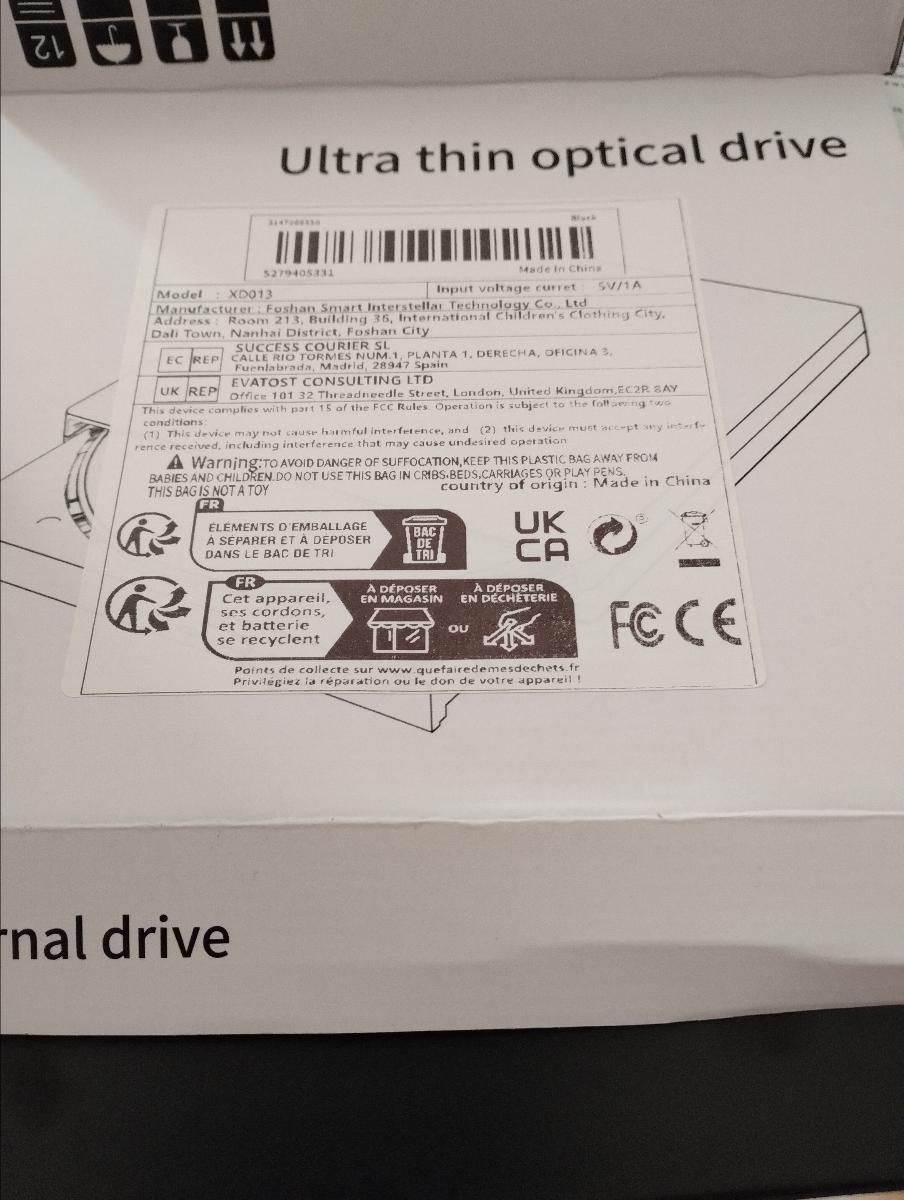 12
Ultra thin optical drive
Black
5279405331
Made In China
Model : XD013
Input voltage curret : 5V/1A
Manufacturer : Foshan Smart Interstellar Technology Co., Ltd
Address : Room 213, Building 36, International Children's Clothing City,
Dali Town, Nanhai District, Foshan City
EC REP
SUCCESS COURIER SL
CALLE RIO TORMES NUM.1, PLANTA 1, DERECHA, OFICINA 3,
Fuenlabrada, Madrid, 28947 Spain
UK REP
EVATOST CONSULTING LTD
Office 101 32 Threadneedle Street, London, United Kingdom,EC2R 8AY
This device complies with part 15 of the FCC Rules. Operation is subject to the following two
conditions:
(1) This device may not cause harmful interference, and (2) this device must accept any interfe-
rence received, including interference that may cause undesired operation
Warning:TO AVOID DANGER OF SUFFOCATION,KEEP THIS PLASTIC BAG AWAY FROM
BABIES AND CHILDREN.DO NOT USE THIS BAG IN CRIBS.BEDS,CARRIAGES OR PLAY PENS.
THIS BAG IS NOT A TOY
country of origin : Made in China
FR
ÉLÉMENTS D'EMBALLAGE
À SÉPARER ET À DÉPOSER
DANS LE BAC DE TRI
BAC
DE
TRI
UK
CA
FR
Cet appareil,
ses cordons,
et batterie
se recyclent
À DÉPOSER
EN MAGASIN
OU
À DÉPOSER
EN DÉCHÈTERIE
FC CE
Points de collecte sur www.quefairedemesdechets.fr
Privilégiez la réparation ou le don de votre appareil !
rnal drive